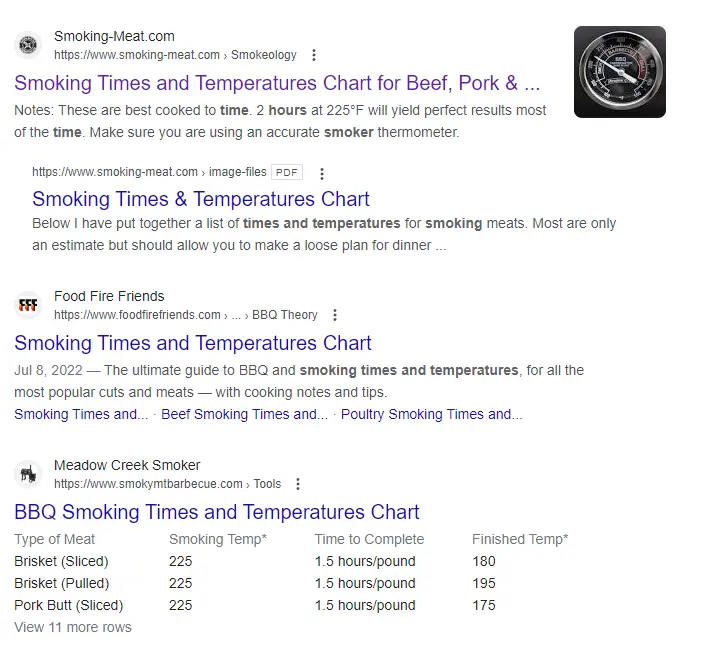 Smoking-Meat.com
https://www.smoking-meat.com › Smokeology
Smoking Times and Temperatures Chart for Beef, Pork & ...
Notes: These are best cooked to time. 2 hours at 225°F will yield perfect results most
of the time. Make sure you are using an accurate smoker thermometer.
https://www.smoking-meat.com › image-files PDF
Smoking Times & Temperatures Chart
Below I have put together a list of times and temperatures for smoking meats. Most are only
an estimate but should allow you to make a loose plan for dinner ...
FFF
Food Fire Friends
https://www.foodfirefriends.com › ... › BBQ Theory
Smoking Times and Temperatures Chart
Jul 8, 2022 — The ultimate guide to BBQ and smoking times and temperatures, for all the
most popular cuts and meats — with cooking notes and tips.
Smoking Times and... · Beef Smoking Times and... · Poultry Smoking Times and...
Meadow Creek Smoker
https://www.smokymtbarbecue.com › Tools
BBQ Smoking Times and Temperatures Chart
Type of Meat Smoking Temp* Time to Complete Finished Temp*
Brisket (Sliced) 225 1.5 hours/pound 180
Brisket (Pulled) 225 1.5 hours/pound 195
Pork Butt (Sliced) 225 1.5 hours/pound 175
View 11 more rows